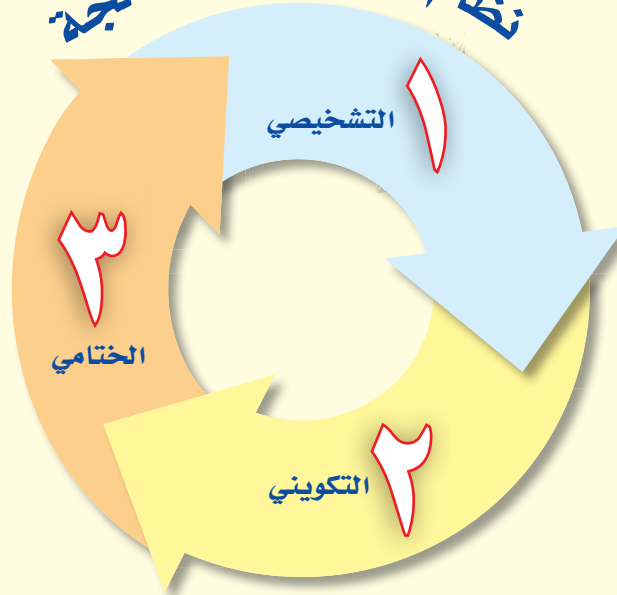 ١
التشخيصي
٢
التكويني
٣
الختامي